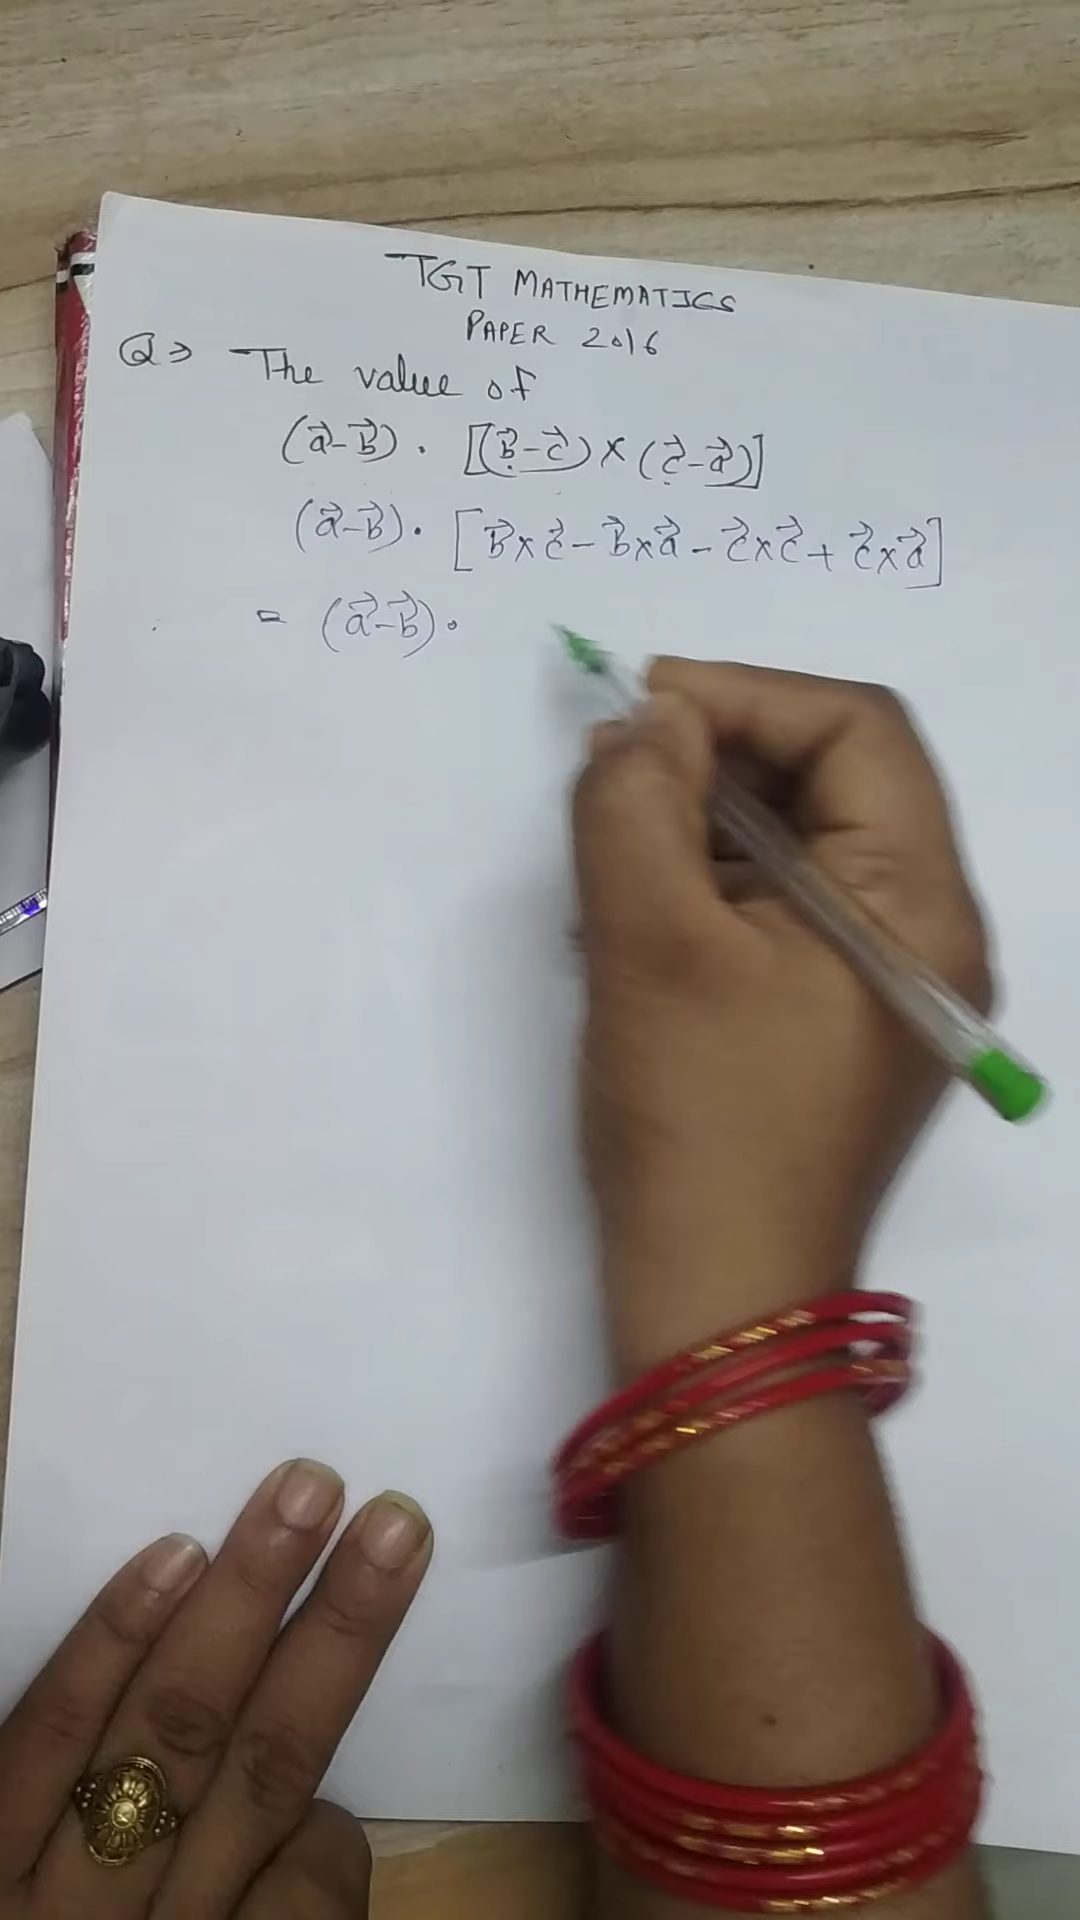 TGT MATHEMATICS
PAPER 2016
Q⇒ The value of
(a⃗-b⃗) . [(b⃗-c⃗)×(c⃗-a⃗)]
(a⃗-b⃗) . [b⃗×c⃗-b⃗×a⃗-c⃗×c⃗+c⃗×a⃗]
= (a⃗-b⃗) .